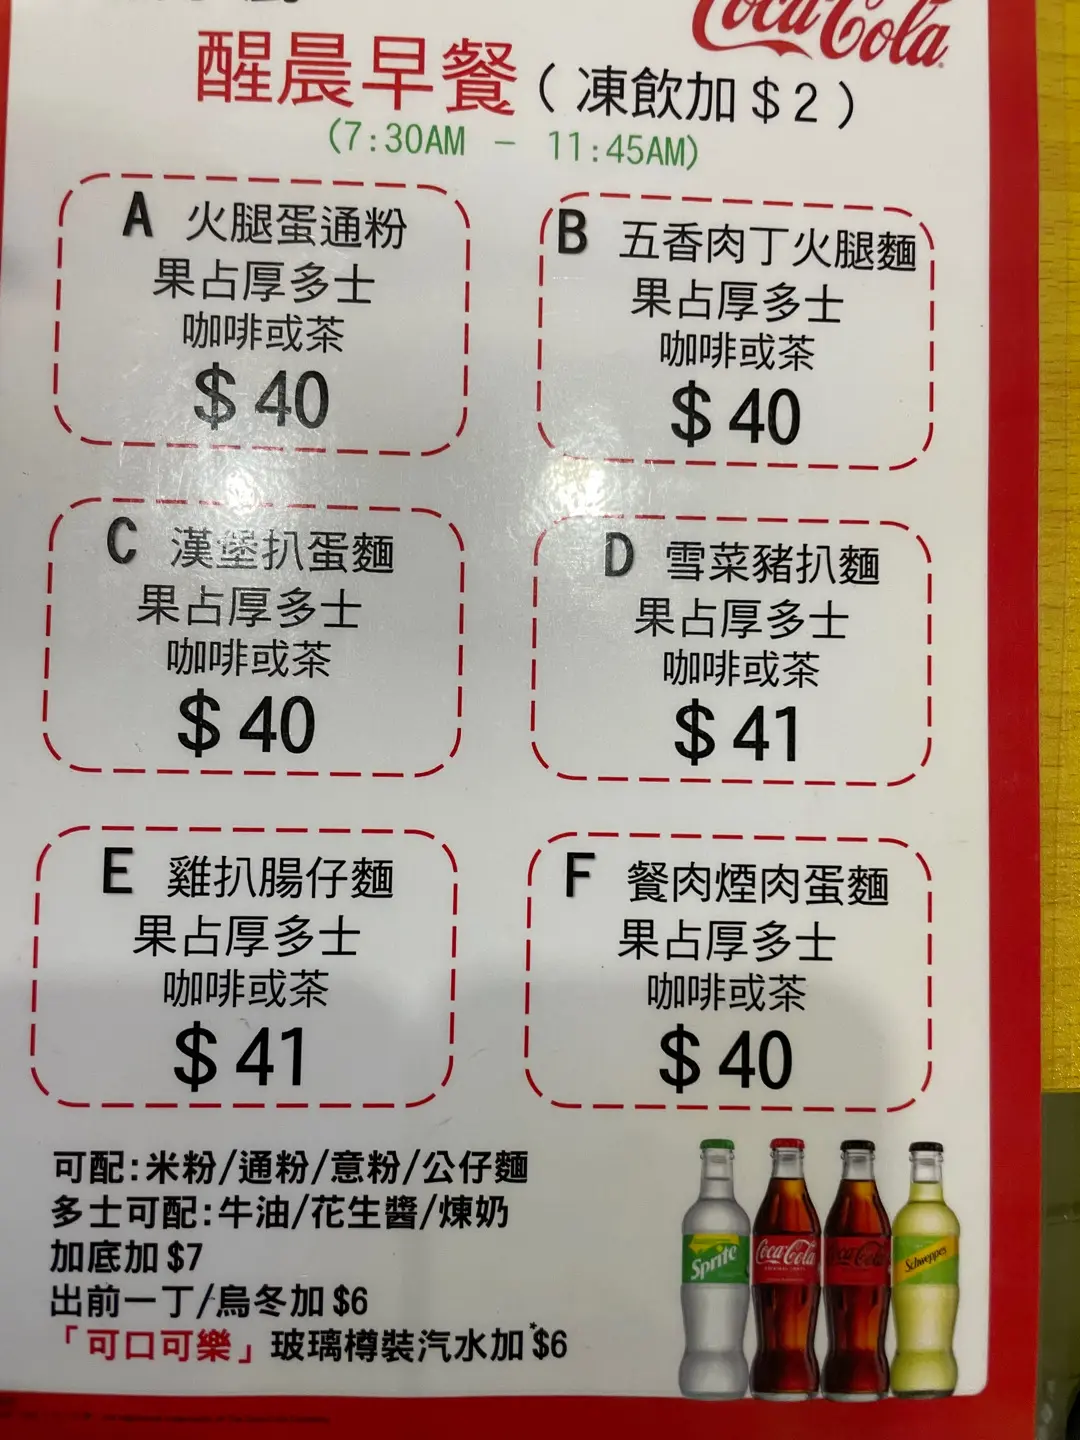 Coca-Cola
醒晨早餐(凍飲加$2)
(7:30AM - 11:45AM)
A 火腿蛋通粉
果占厚多士
咖啡或茶
$40
B 五香肉丁火腿麵
果占厚多士
咖啡或茶
$40
C 漢堡扒蛋麵
果占厚多士
咖啡或茶
$40
D 雪菜豬扒麵
果占厚多士
咖啡或茶
$41
E 雞扒腸仔麵
果占厚多士
咖啡或茶
$41
F 餐肉煙肉蛋麵
果占厚多士
咖啡或茶
$40
可配:米粉/通粉/意粉/公仔麵
多士可配:牛油/花生醬/煉奶
加底加$7
出前一丁/烏冬加$6
「可口可樂」玻璃樽裝汽水加*$6
Sprite
Coca-Cola
Coca-Cola
Schweppes